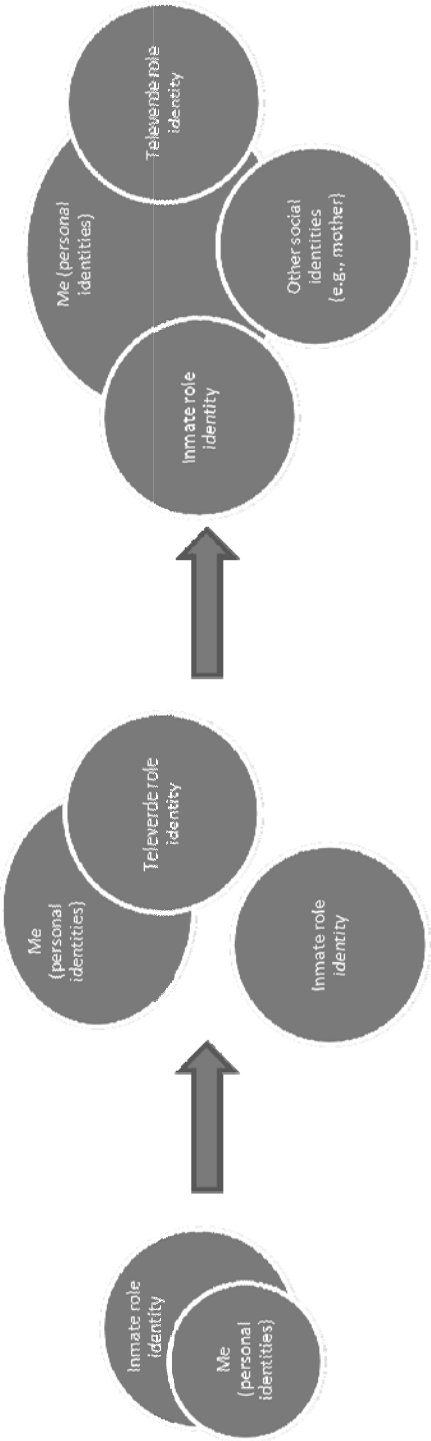 Inmate role
identity
Me
(personal
identities)
Me
(personal
identities)
Televerde role
identity
Inmate role
identity
Me (personal
identities)
Televerde role
identity
Inmate role
identity
Other social
identities
(e.g., mother)